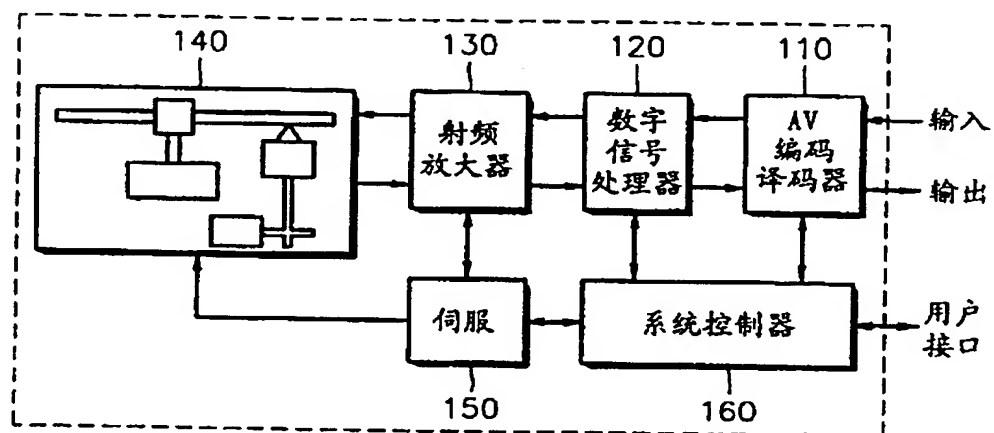 140
130
120
110
射频
放大器
数字
信号
处理器
AV
编码
译码器
输入
输出
伺服
系统控制器
用户
接口
150
160